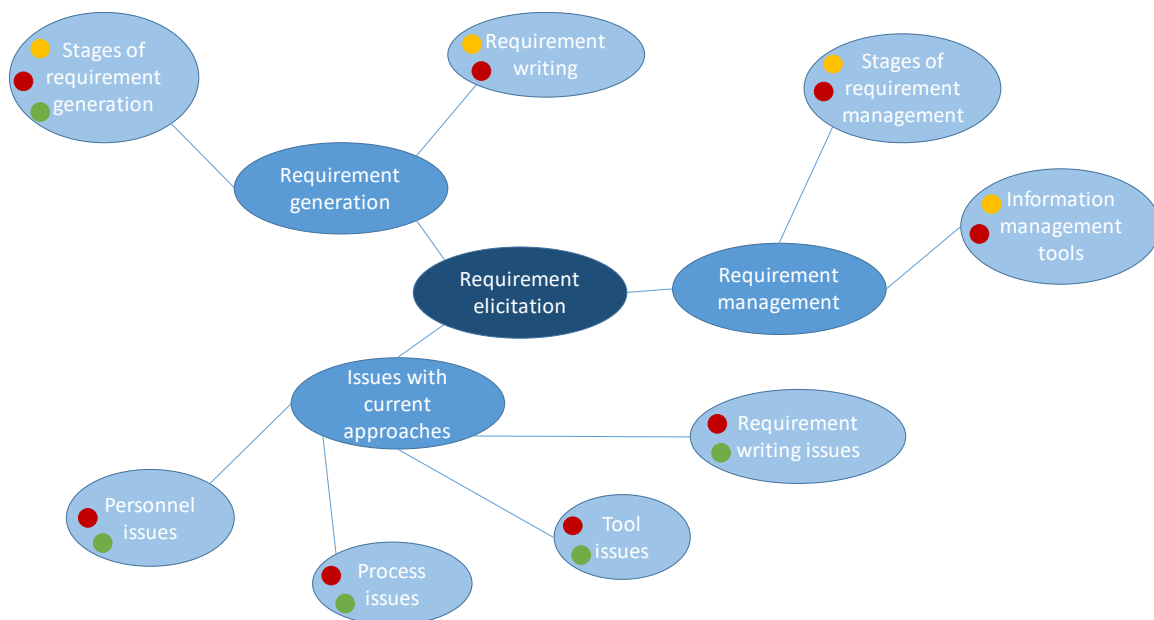 Stages of
requirement
generation
Requirement
writing
Stages of
requirement
management
Requirement
generation
Information
management
tools
Requirement
elicitation
Requirement
management
Issues with
current
approaches
Requirement
writing issues
Personnel
issues
Tool
issues
Process
issues